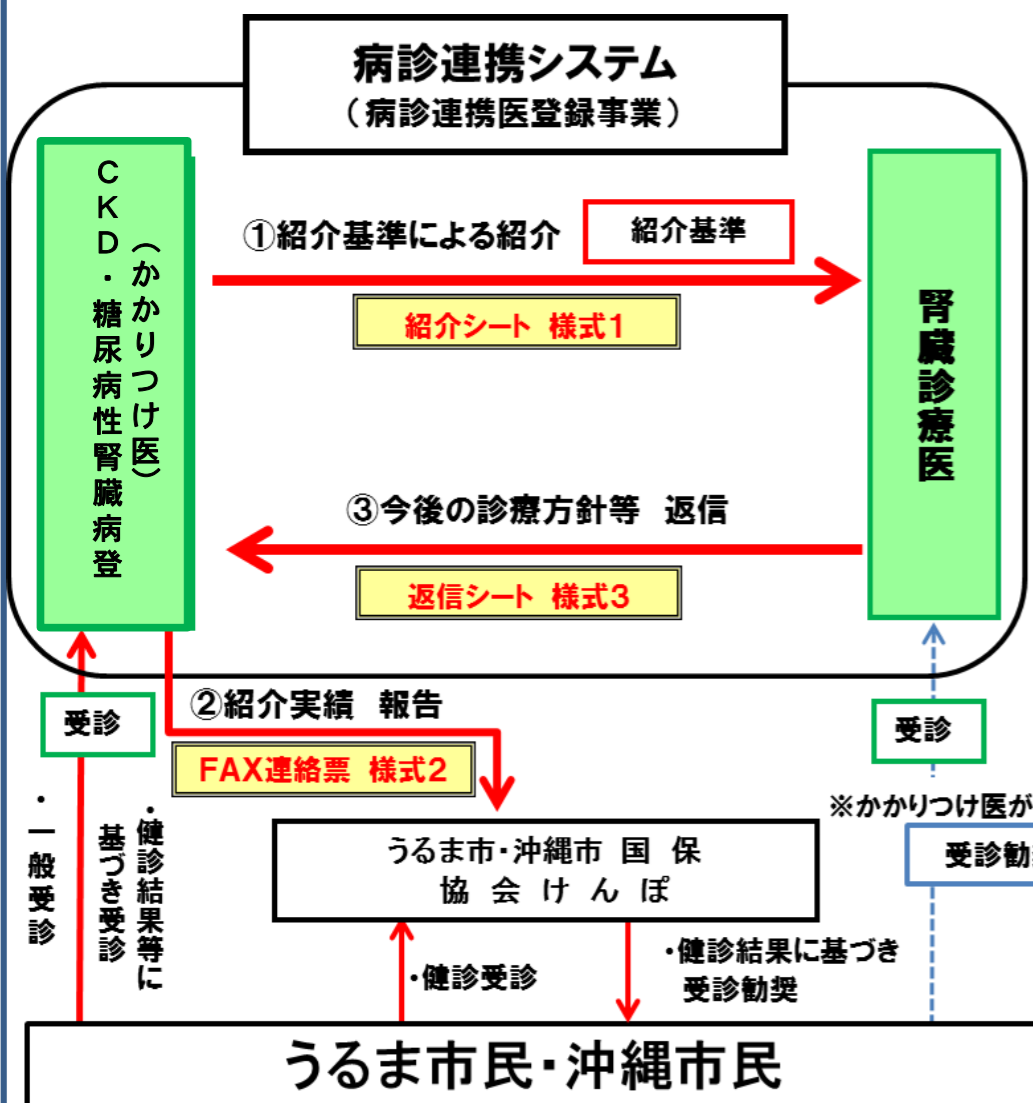 病診連携システム
（病診連携医登録事業）
CKD・糖尿病性腎臓病登
（かかりつけ医）
①紹介基準による紹介
紹介基準
紹介シート 様式1
腎臓診療医
③今後の診療方針等 返信
返信シート 様式3
受診
②紹介実績 報告
FAX連絡票 様式2
受診
・一般受診
・健診結果等に
基づき受診
※かかりつけ医が
受診勧
うるま市・沖縄市 国 保
協 会 け ん ぽ
・健診受診
・健診結果に基づき
受診勧奨
うるま市民・沖縄市民